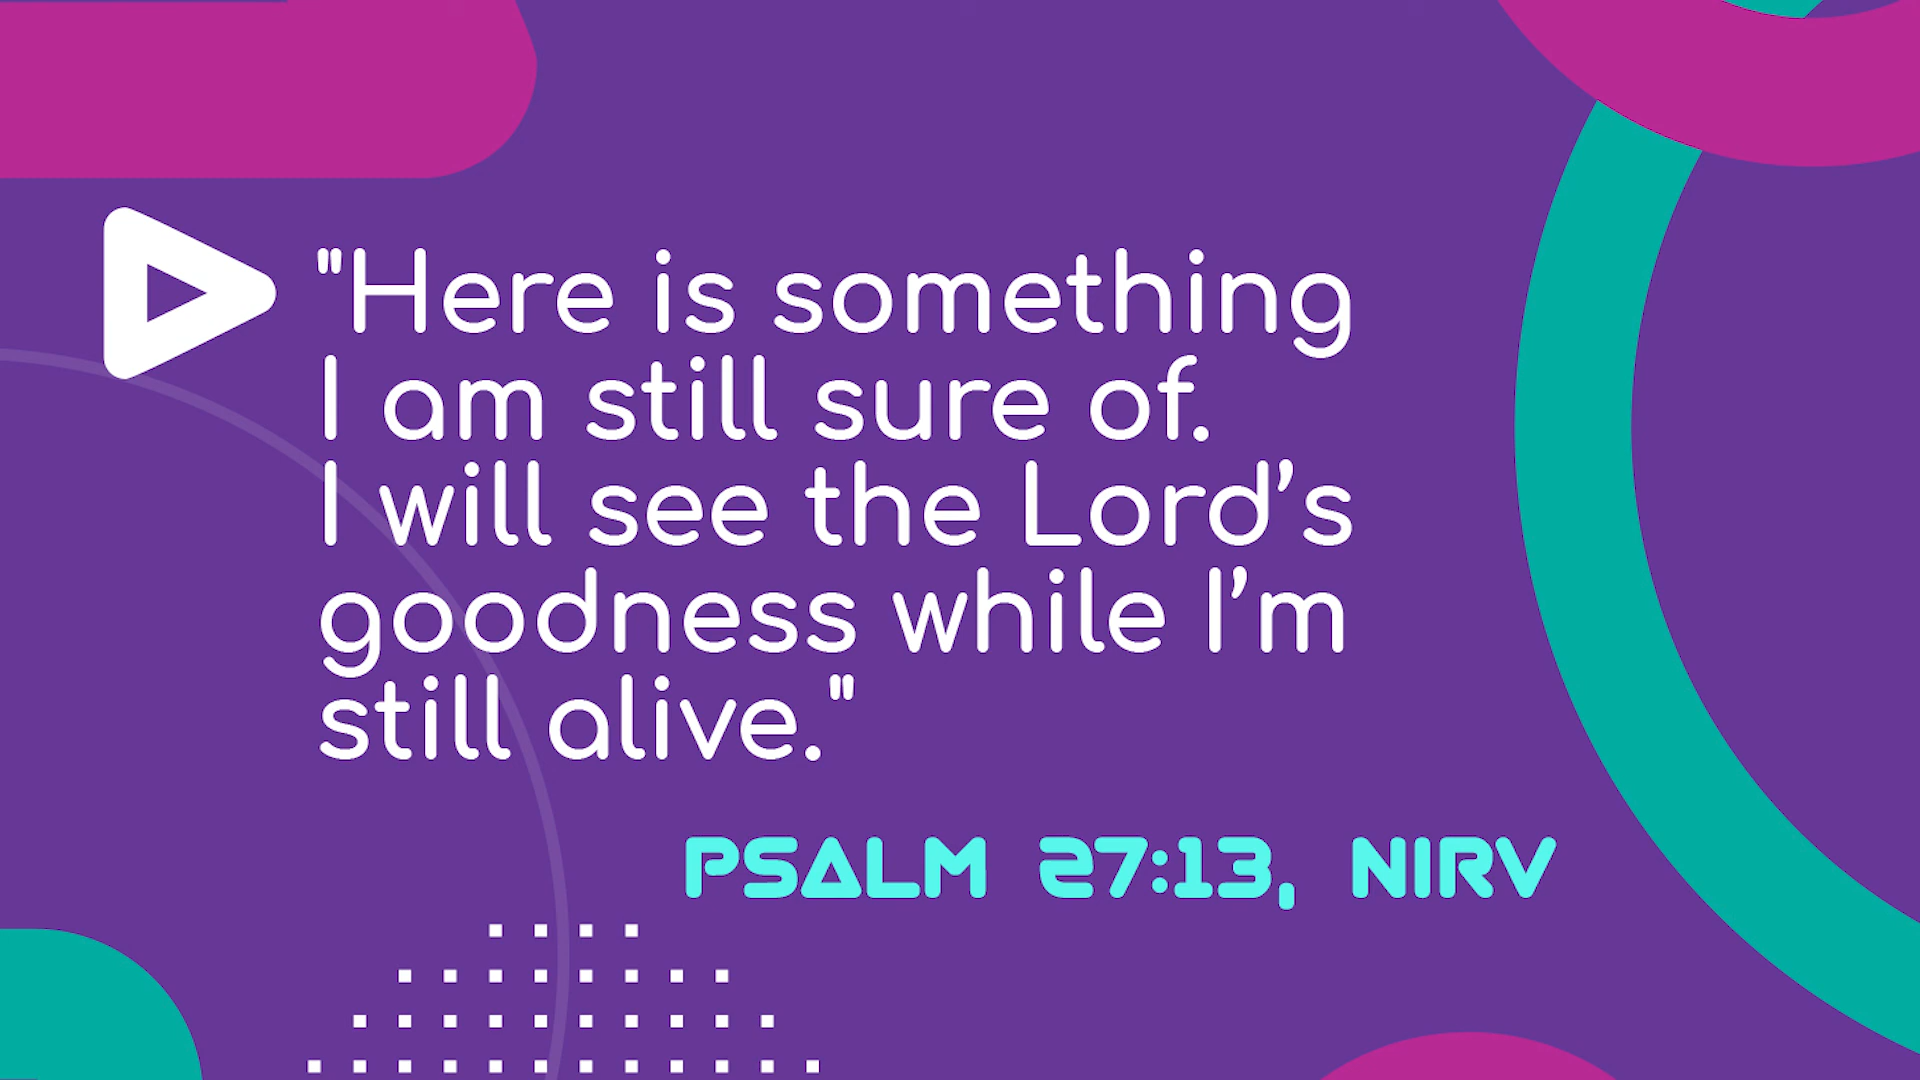 "Here is something
I am still sure of.
I will see the Lord’s
goodness while I’m
still alive."
PSALM 27:13, NIRV